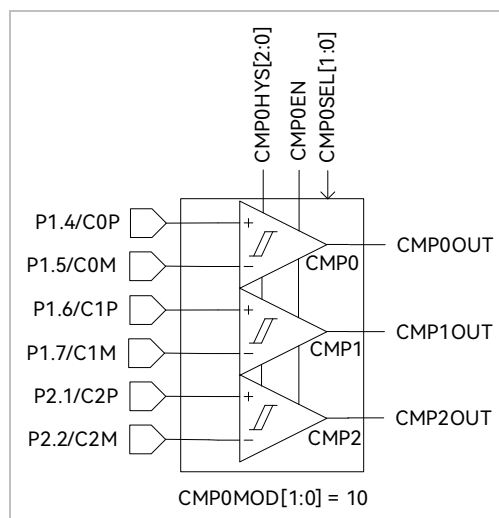 CMP0HYS[2:0]
CMP0EN
CMP0SEL[1:0]
P1.4/C0P
+
CMP0OUT
P1.5/C0M
−
CMP0
P1.6/C1P
+
CMP1OUT
P1.7/C1M
−
CMP1
P2.1/C2P
+
CMP2OUT
P2.2/C2M
−
CMP2
CMP0MOD[1:0] = 10